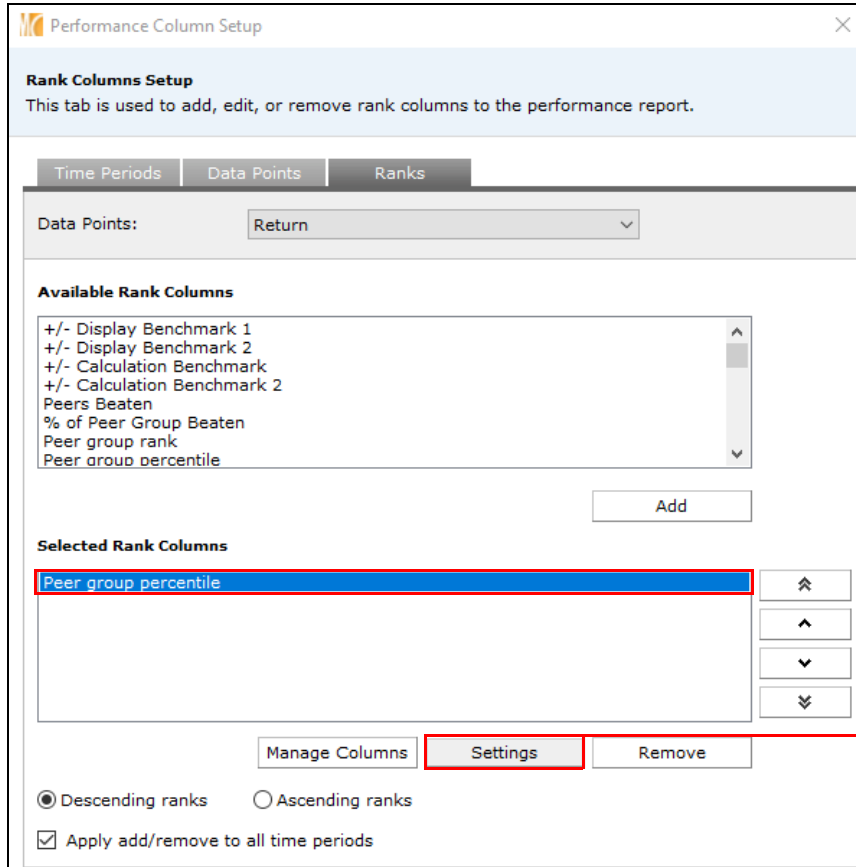 Performance Column Setup
Rank Columns Setup
This tab is used to add, edit, or remove rank columns to the performance report.
Time Periods Data Points Ranks
Data Points: Return
Available Rank Columns
+/- Display Benchmark 1
+/- Display Benchmark 2
+/- Calculation Benchmark
+/- Calculation Benchmark 2
Peers Beaten
% of Peer Group Beaten
Peer group rank
Peer group percentile
Add
Selected Rank Columns
Peer group percentile
Manage Columns Settings Remove
Descending ranks Ascending ranks
Apply add/remove to all time periods